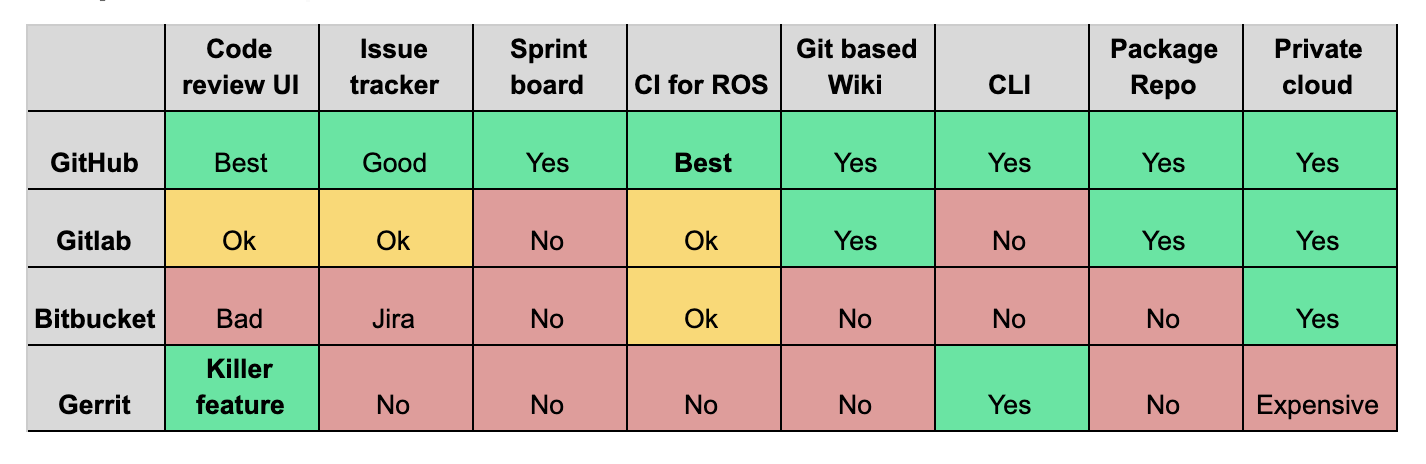 Code review UI Issue tracker Sprint board CI for ROS Git based Wiki CLI Package Repo Private cloud
GitHub Best Good Yes Best Yes Yes Yes Yes
Gitlab Ok Ok No Ok Yes No Yes Yes
Bitbucket Bad Jira No Ok No No No Yes
Gerrit Killer feature No No No No Yes No Expensive